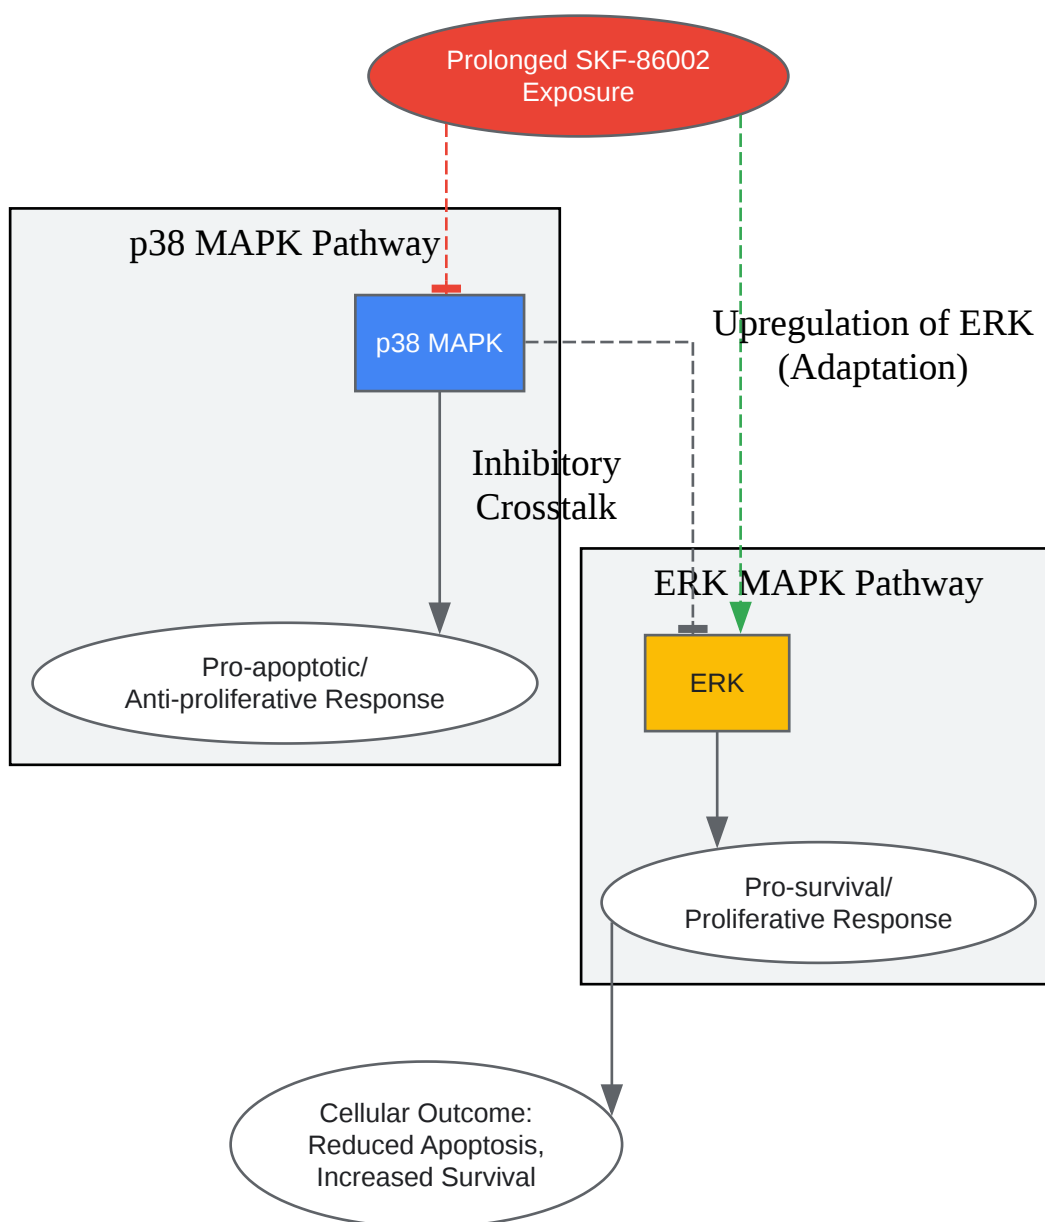 Prolonged SKF-86002
Exposure
p38 MAPK Pathway
p38 MAPK
Upregulation of ERK
(Adaptation)
Inhibitory
Crosstalk
ERK MAPK Pathway
Pro-apoptotic/
Anti-proliferative Response
ERK
Pro-survival/
Proliferative Response
Cellular Outcome:
Reduced Apoptosis,
Increased Survival